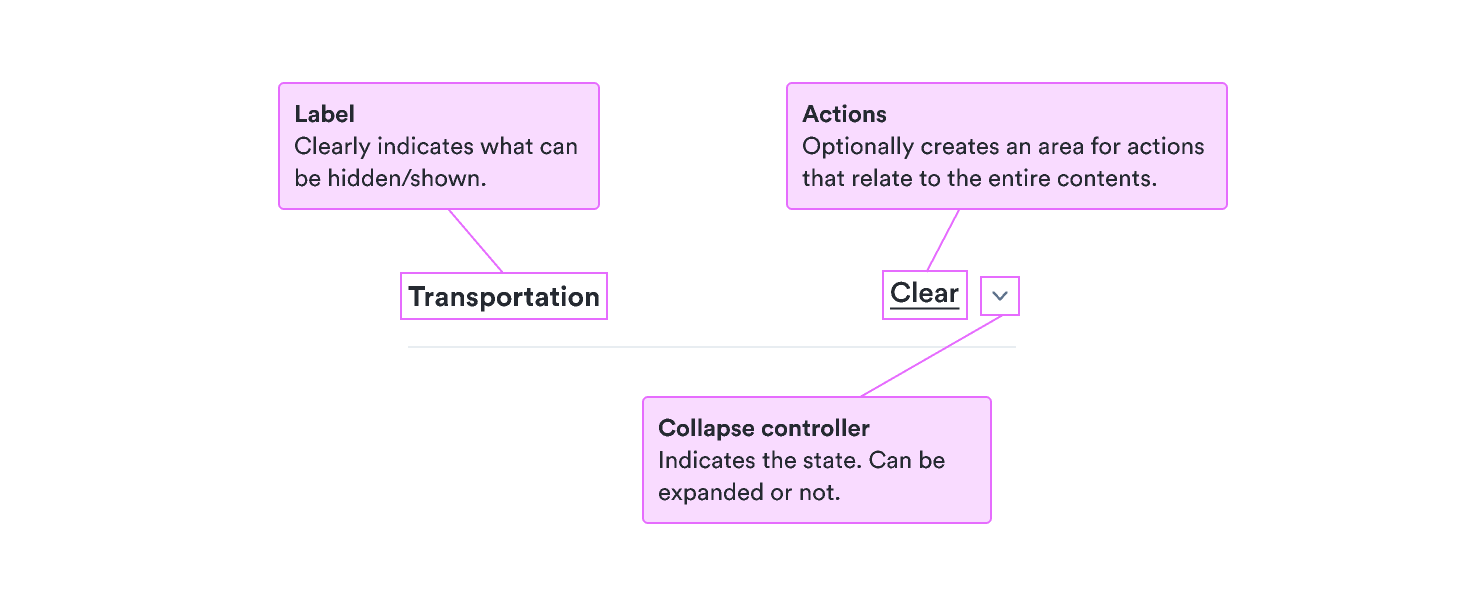 Label
Clearly indicates what can
be hidden/shown.
Actions
Optionally creates an area for actions
that relate to the entire contents.
Transportation
Clear
Collapse controller
Indicates the state. Can be
expanded or not.